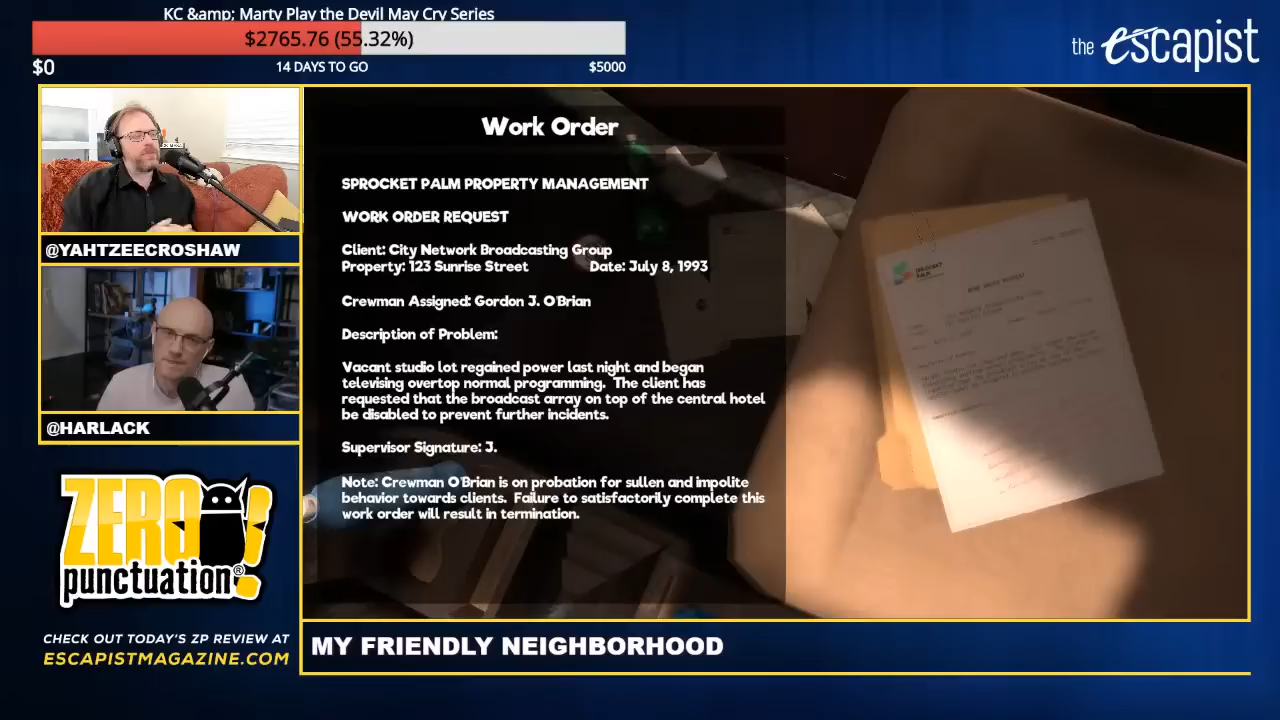 KC &amp; Marty Play the Devil May Cry Series
$2765.76 (55.32%)
$0 14 DAYS TO GO $5000
the escapist
@YAHTZEECROSHAW
@HARLACK
ZERO
punctuation®!
CHECK OUT TODAY'S ZP REVIEW AT
ESCAPISTMAGAZINE.COM
Work Order
SPROCKET PALM PROPERTY MANAGEMENT
WORK ORDER REQUEST
Client: City Network Broadcasting Group
Property: 123 Sunrise Street Date: July 8, 1993
Crewman Assigned: Gordon J. O'Brian
Description of Problem:
Vacant studio lot regained power last night and began
televising overtop normal programming. The client has
requested that the broadcast array on top of the central hotel
be disabled to prevent further incidents.
Supervisor Signature: J.
Note: Crewman O'Brian is on probation for sullen and impolite
behavior towards clients. Failure to satisfactorily complete this
work order will result in termination.
SPROCKET
PALM
MY FRIENDLY NEIGHBORHOOD